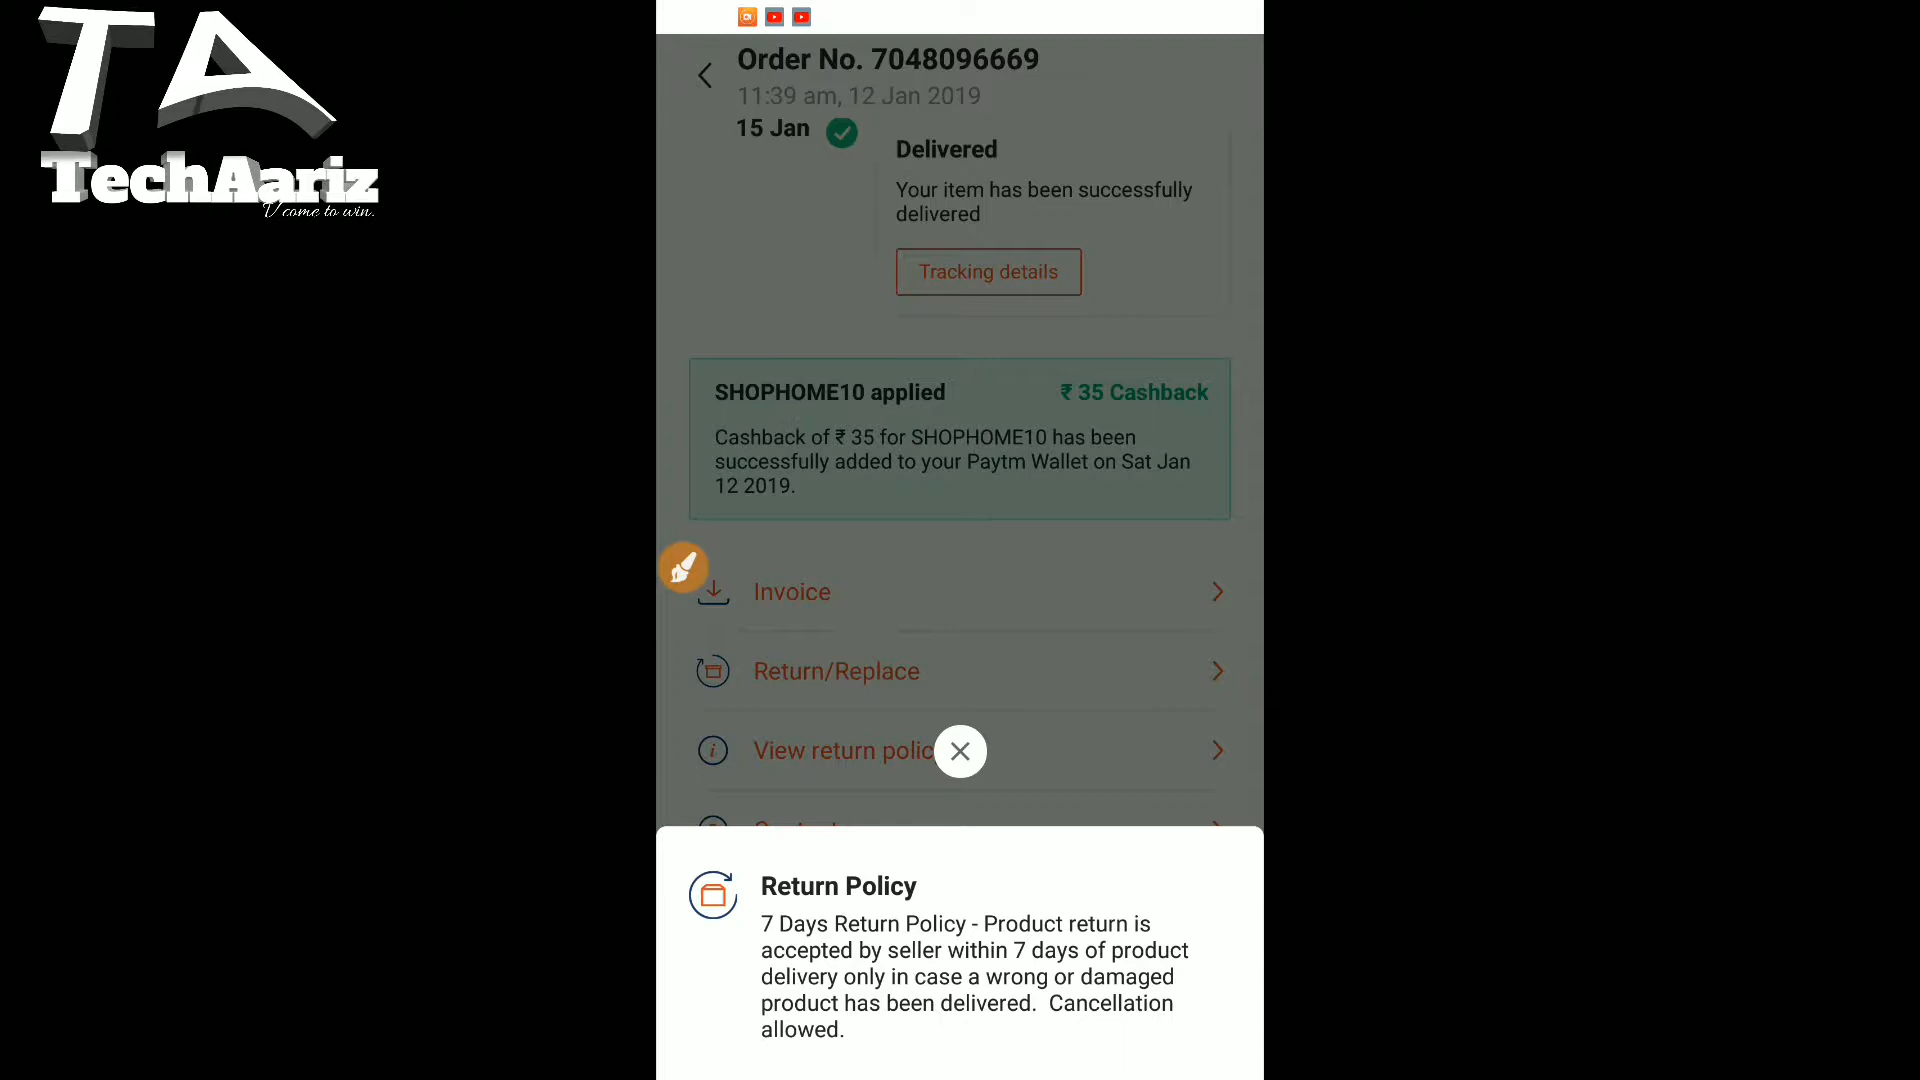 TA
TechAariz
V come to win.
Order No. 7048096669
11:39 am, 12 Jan 2019
15 Jan
Delivered
Your item has been successfully
delivered
Tracking details
SHOPHOME10 applied
₹ 35 Cashback
Cashback of ₹ 35 for SHOPHOME10 has been
successfully added to your Paytm Wallet on Sat Jan
12 2019.
Invoice
Return/Replace
View return polic
Return Policy
7 Days Return Policy - Product return is
accepted by seller within 7 days of product
delivery only in case a wrong or damaged
product has been delivered.  Cancellation
allowed.